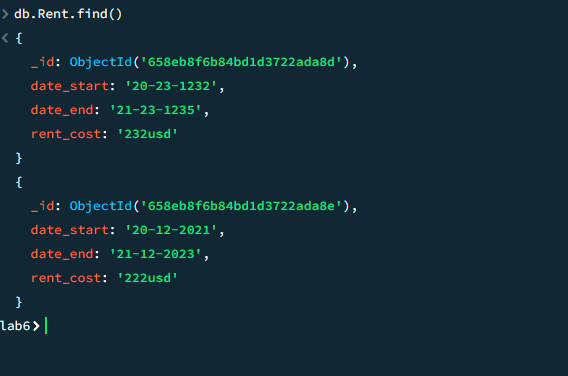 > db.Rent.find()
< {
_id: ObjectId('658eb8f6b84bd1d3722ada8d'),
date_start: '20-23-1232',
date_end: '21-23-1235',
rent_cost: '232usd'
}
{
_id: ObjectId('658eb8f6b84bd1d3722ada8e'),
date_start: '20-12-2021',
date_end: '21-12-2023',
rent_cost: '222usd'
}
lab6>